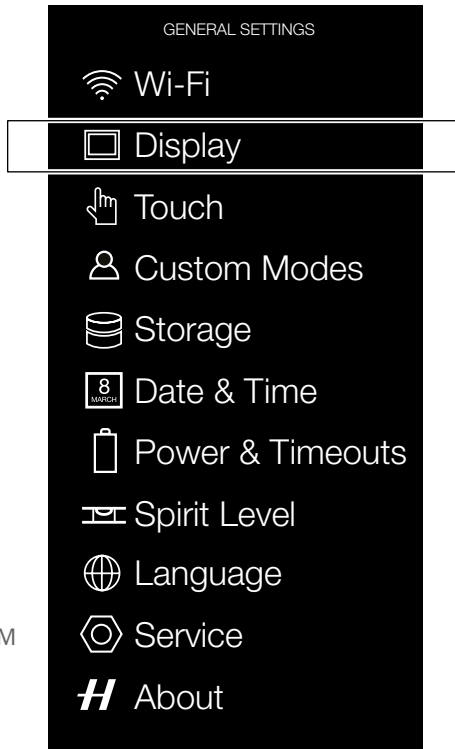 GENERAL SETTINGS
Wi-Fi
Display
Touch
Custom Modes
Storage
8
MARCH
Date & Time
Power & Timeouts
Spirit Level
Language
M
Service
H About